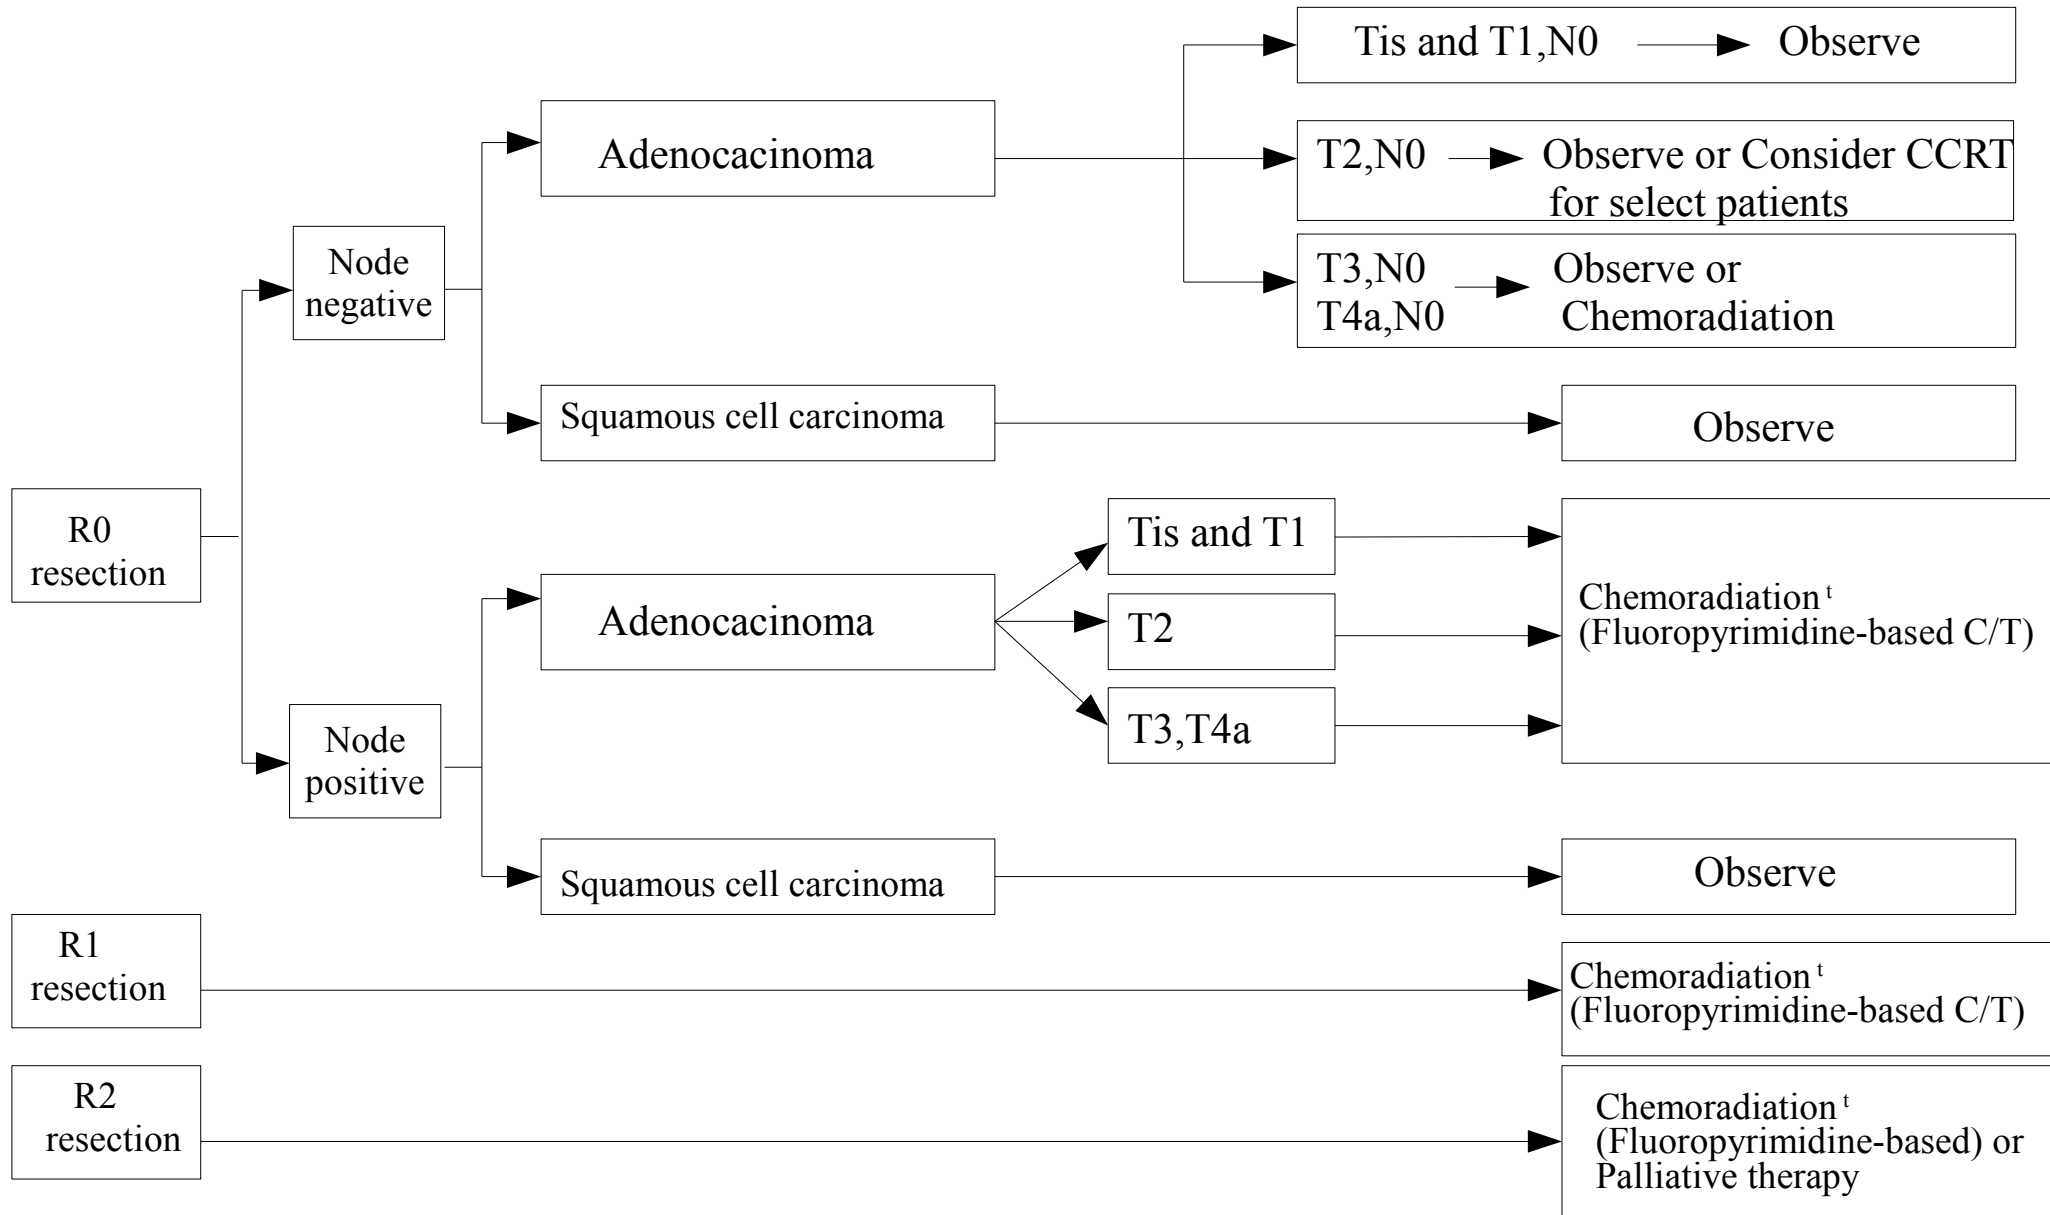 Tis and T1,N0
Observe
Adenocacinoma
T2,N0
Observe or Consider CCRT
for select patients
Node
negative
T3,N0
T4a,N0
Observe or
Chemoradiation
Squamous cell carcinoma
Observe
R0
resection
Tis and T1
Adenocacinoma
T2
Chemoradiation t
(Fluoropyrimidine-based C/T)
T3,T4a
Node
positive
Squamous cell carcinoma
Observe
R1
resection
Chemoradiation t
(Fluoropyrimidine-based C/T)
R2
resection
Chemoradiation t
(Fluoropyrimidine-based) or
Palliative therapy